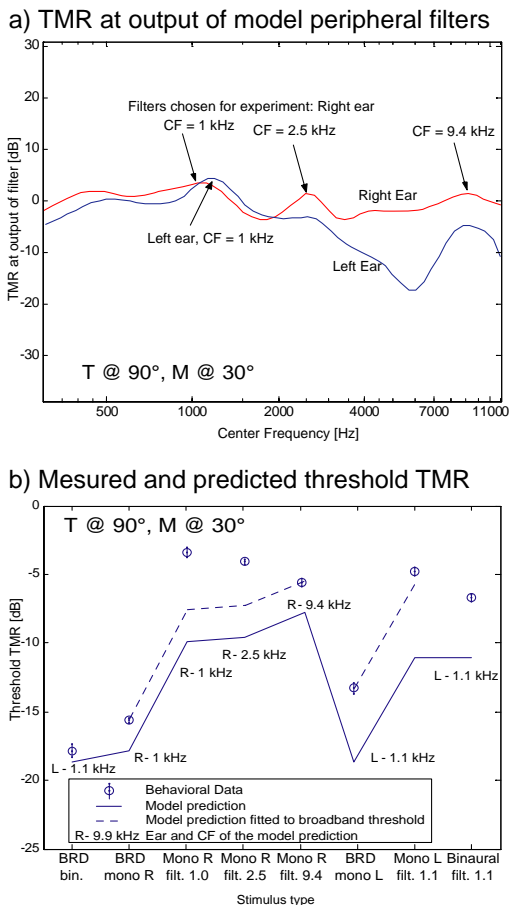 a) TMR at output of model peripheral filters
30
20
10
0
-10
-20
-30
TMR at output of filter [dB]
Filters chosen for experiment: Right ear
CF = 1 kHz
CF = 2.5 kHz
CF = 9.4 kHz
Right Ear
Left ear, CF = 1 kHz
Left Ear
T @ 90°, M @ 30°
500
1000
2000
4000
7000
11000
Center Frequency [Hz]
b) Mesured and predicted threshold TMR
0
-5
-10
-15
-20
-25
Threshold TMR [dB]
T @ 90°, M @ 30°
R- 9.4 kHz
R- 2.5 kHz
R- 1 kHz
R- 1 kHz
L - 1.1 kHz
L - 1.1 kHz
L - 1.1 kHz
Behavioral Data
Model prediction
Model prediction fitted to broadband threshold
R- 9.9 kHz Ear and CF of the model prediction
BRD bin.
BRD mono R
Mono R filt. 1.0
Mono R filt. 2.5
Mono R filt. 9.4
BRD mono L
Mono L filt. 1.1
Binaural filt. 1.1
Stimulus type